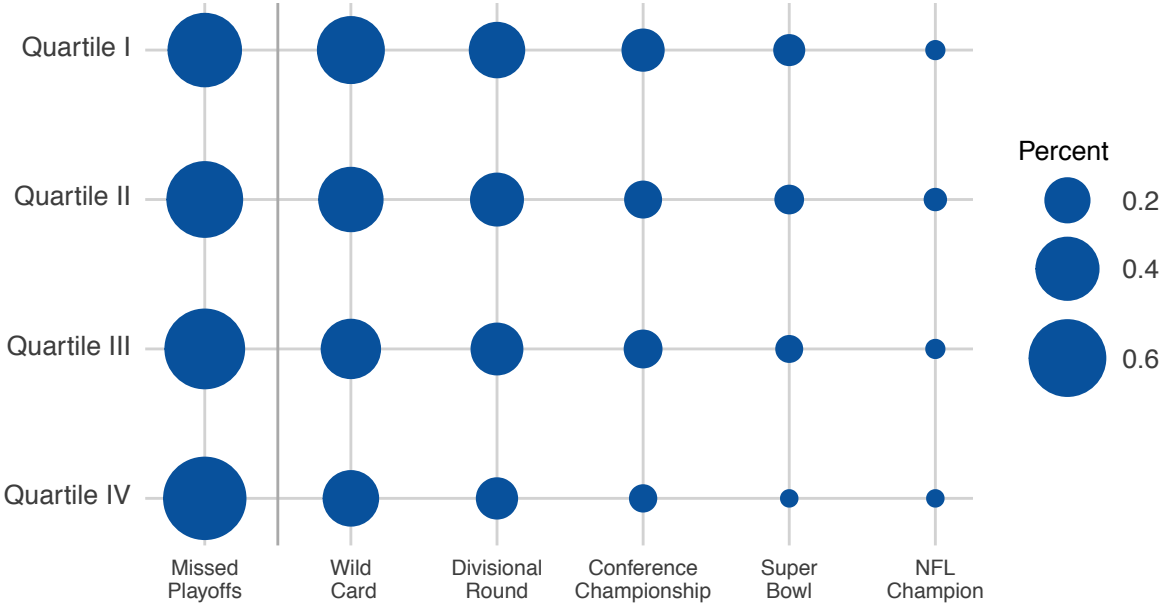 Quartile I
Quartile II
Quartile III
Quartile IV
Missed
Playoffs
Wild
Card
Divisional
Round
Conference
Championship
Super
Bowl
NFL
Champion
Percent
0.2
0.4
0.6